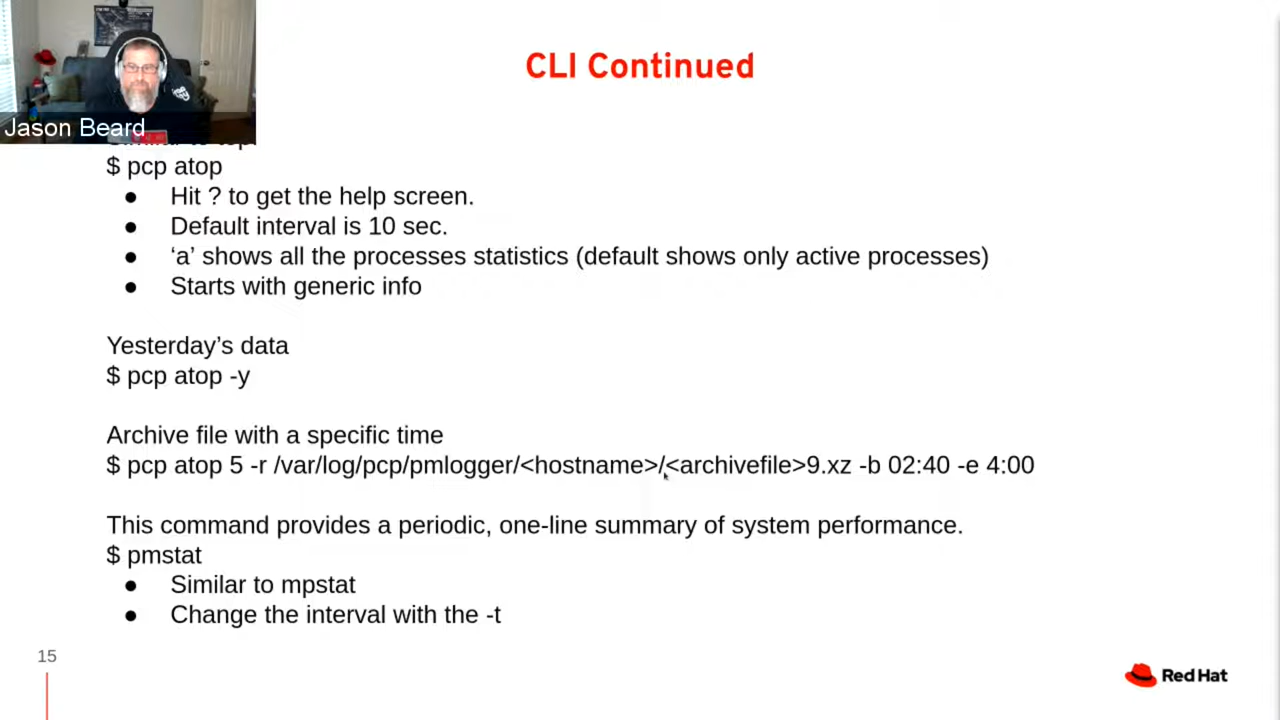 CLI Continued
Jason Beard
$ pcp atop
● Hit ? to get the help screen.
● Default interval is 10 sec.
● ‘a’ shows all the processes statistics (default shows only active processes)
● Starts with generic info
Yesterday’s data
$ pcp atop -y
Archive file with a specific time
$ pcp atop 5 -r /var/log/pcp/pmlogger/<hostname>/<archivefile>9.xz -b 02:40 -e 4:00
This command provides a periodic, one-line summary of system performance.
$ pmstat
● Similar to mpstat
● Change the interval with the -t
15
Red Hat